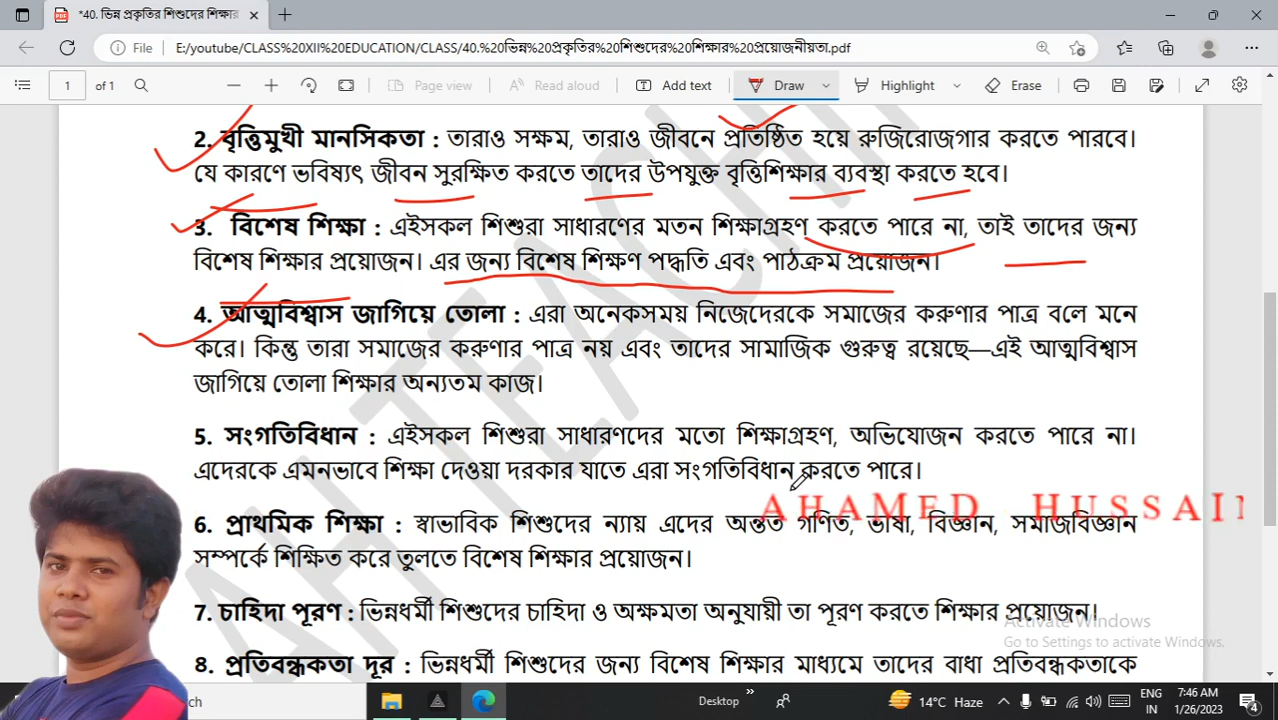 *40. ভিন্ন প্রকৃতির শিশুদের শিক্ষার
File E:/youtube/CLASS%20XII%20EDUCATION/CLASS/40.%20ভিন্ন%20প্রকৃতির%20শিশুদের%20শিক্ষার%20প্রয়োজনীয়তা.pdf
1 of 1 Page view Read aloud Add text Draw Highlight Erase
2. বৃত্তিমুখী মানসিকতা : তারাও সক্ষম, তারাও জীবনে প্রতিষ্ঠিত হয়ে রুজিরোজগার করতে পারবে।
যে কারণে ভবিষ্যৎ জীবন সুরক্ষিত করতে তাদের উপযুক্ত বৃত্তিশিক্ষার ব্যবস্থা করতে হবে।
3. বিশেষ শিক্ষা : এইসকল শিশুরা সাধারণের মতন শিক্ষাগ্রহণ করতে পারে না, তাই তাদের জন্য
বিশেষ শিক্ষার প্রয়োজন। এর জন্য বিশেষ শিক্ষণ পদ্ধতি এবং পাঠক্রম প্রয়োজন।
4. আত্মবিশ্বাস জাগিয়ে তোলা : এরা অনেকসময় নিজেদেরকে সমাজের করুণার পাত্র বলে মনে
করে। কিন্তু তারা সমাজের করুণার পাত্র নয় এবং তাদের সামাজিক গুরুত্ব রয়েছে—এই আত্মবিশ্বাস
জাগিয়ে তোলা শিক্ষার অন্যতম কাজ।
5. সংগতিবিধান : এইসকল শিশুরা সাধারণদের মতো শিক্ষাগ্রহণ, অভিযোজন করতে পারে না।
এদেরকে এমনভাবে শিক্ষা দেওয়া দরকার যাতে এরা সংগতিবিধান করতে পারে।
AHAMED HUSSAIN
6. প্রাথমিক শিক্ষা : স্বাভাবিক শিশুদের ন্যায় এদের অন্তত গণিত, ভাষা, বিজ্ঞান, সমাজবিজ্ঞান
সম্পর্কে শিক্ষিত করে তুলতে বিশেষ শিক্ষার প্রয়োজন।
7. চাহিদা পূরণ : ভিন্নধর্মী শিশুদের চাহিদা ও অক্ষমতা অনুযায়ী তা পূরণ করতে শিক্ষার প্রয়োজন।
Activate Windows
Go to Settings to activate Windows.
8. প্রতিবন্ধকতা দূর : ভিন্নধর্মী শিশুদের জন্য বিশেষ শিক্ষার মাধ্যমে তাদের বাধা প্রতিবন্ধকতাকে
Desktop 14°C Haze ENG 7:46 AM
IN 1/26/2023 4